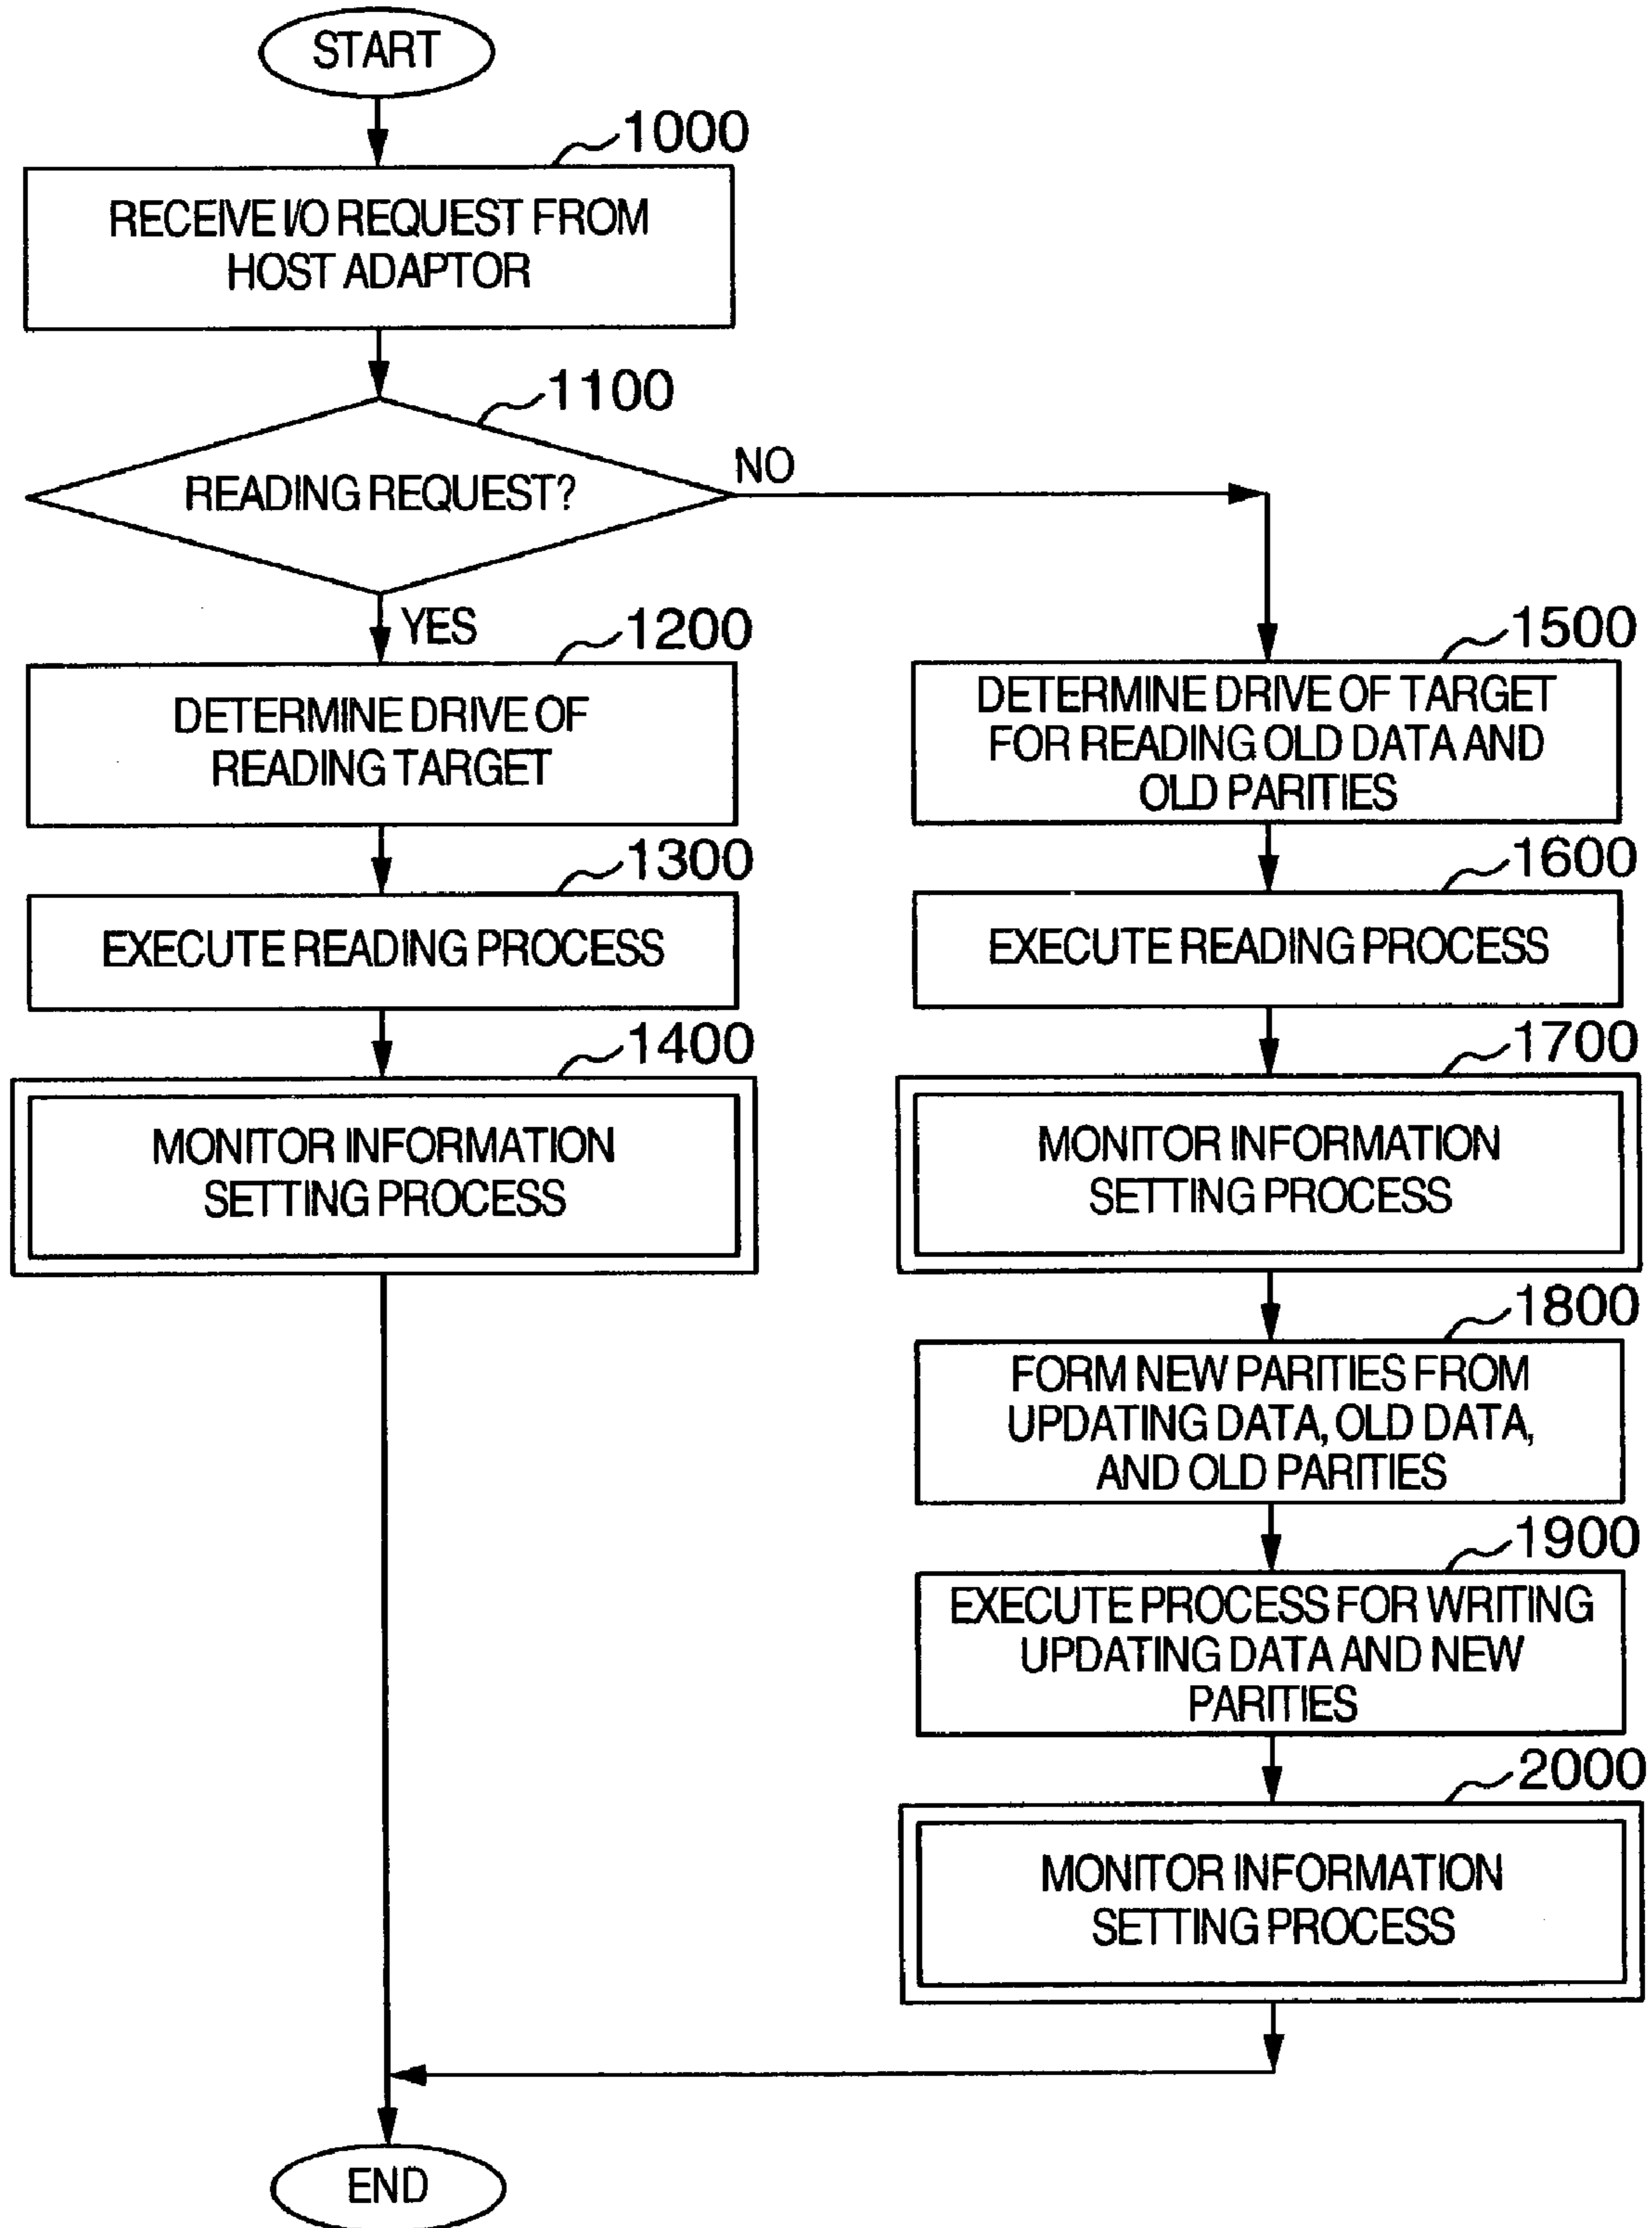 START
1000
RECEIVE I/O REQUEST FROM
HOST ADAPTOR
1100
READING REQUEST?
NO
YES
1200
DETERMINE DRIVE OF
READING TARGET
1300
EXECUTE READING PROCESS
1400
MONITOR INFORMATION
SETTING PROCESS
1500
DETERMINE DRIVE OF TARGET
FOR READING OLD DATA AND
OLD PARITIES
1600
EXECUTE READING PROCESS
1700
MONITOR INFORMATION
SETTING PROCESS
1800
FORM NEW PARITIES FROM
UPDATING DATA, OLD DATA,
AND OLD PARITIES
1900
EXECUTE PROCESS FOR WRITING
UPDATING DATA AND NEW
PARITIES
2000
MONITOR INFORMATION
SETTING PROCESS
END